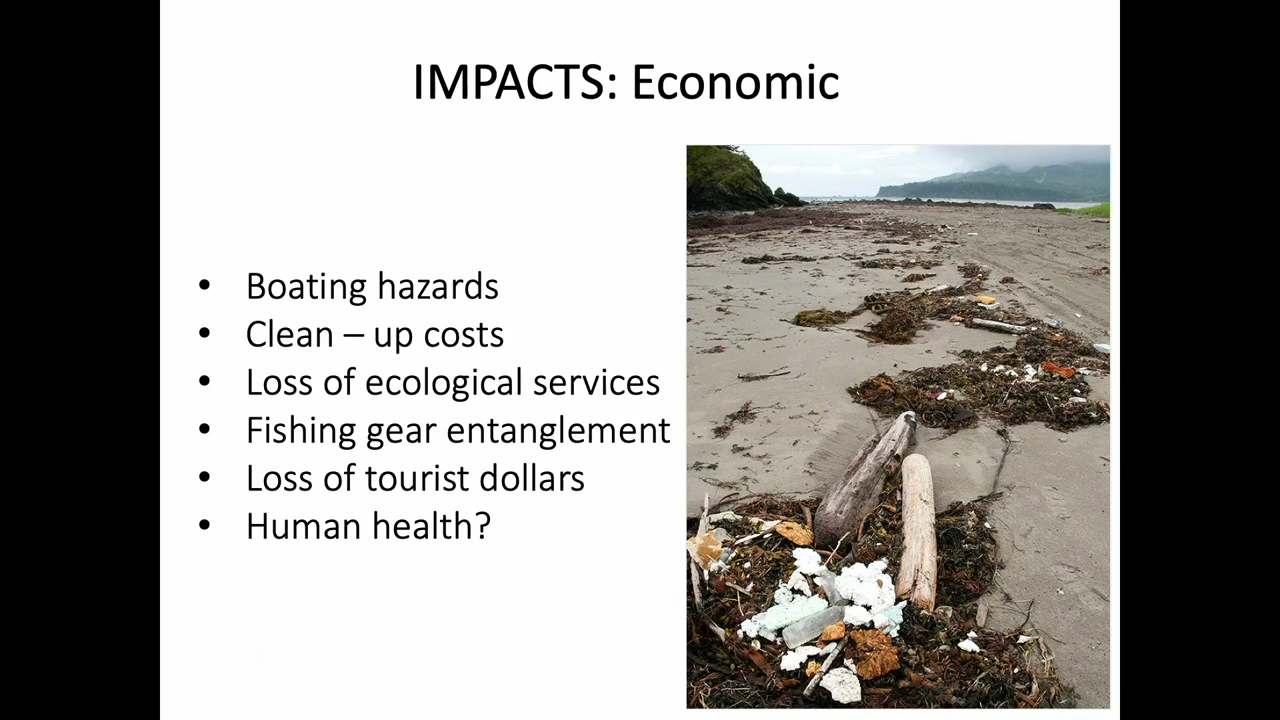 IMPACTS: Economic
• Boating hazards
• Clean – up costs
• Loss of ecological services
• Fishing gear entanglement
• Loss of tourist dollars
• Human health?